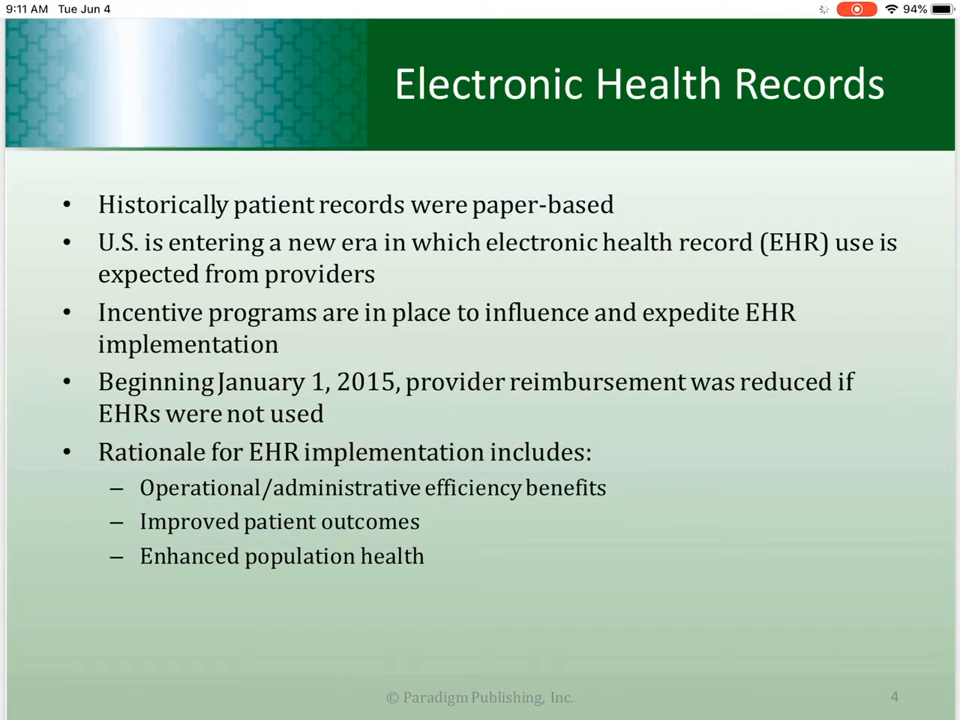 9:11 AM Tue Jun 4
94%
Electronic Health Records
• Historically patient records were paper-based
• U.S. is entering a new era in which electronic health record (EHR) use is
expected from providers
• Incentive programs are in place to influence and expedite EHR
implementation
• Beginning January 1, 2015, provider reimbursement was reduced if
EHRs were not used
• Rationale for EHR implementation includes:
– Operational/administrative efficiency benefits
– Improved patient outcomes
– Enhanced population health
© Paradigm Publishing, Inc.
4